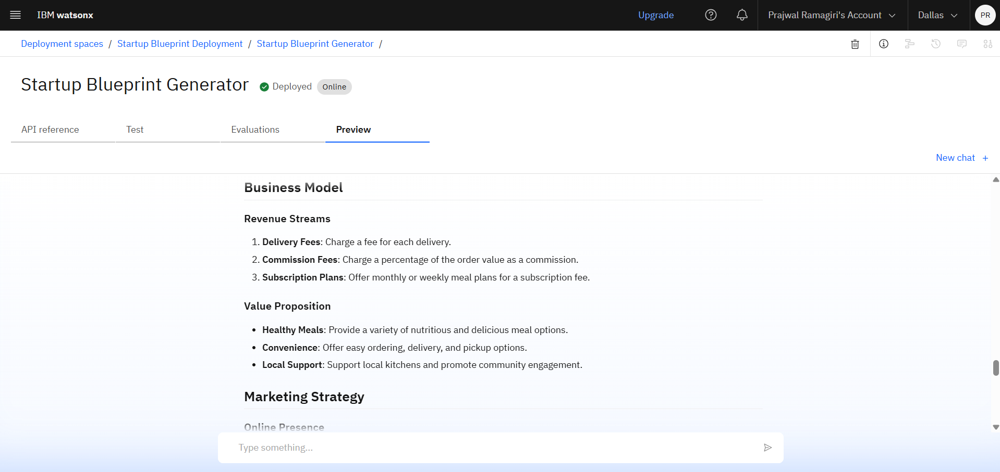 IBM watsonx
Upgrade
Prajwal Ramagiri's Account
Dallas
PR
Deployment spaces / Startup Blueprint Deployment / Startup Blueprint Generator /
Startup Blueprint Generator
Deployed
Online
API reference
Test
Evaluations
Preview
New chat +
Business Model
Revenue Streams
1. Delivery Fees: Charge a fee for each delivery.
2. Commission Fees: Charge a percentage of the order value as a commission.
3. Subscription Plans: Offer monthly or weekly meal plans for a subscription fee.
Value Proposition
• Healthy Meals: Provide a variety of nutritious and delicious meal options.
• Convenience: Offer easy ordering, delivery, and pickup options.
• Local Support: Support local kitchens and promote community engagement.
Marketing Strategy
Online Presence
Type something...